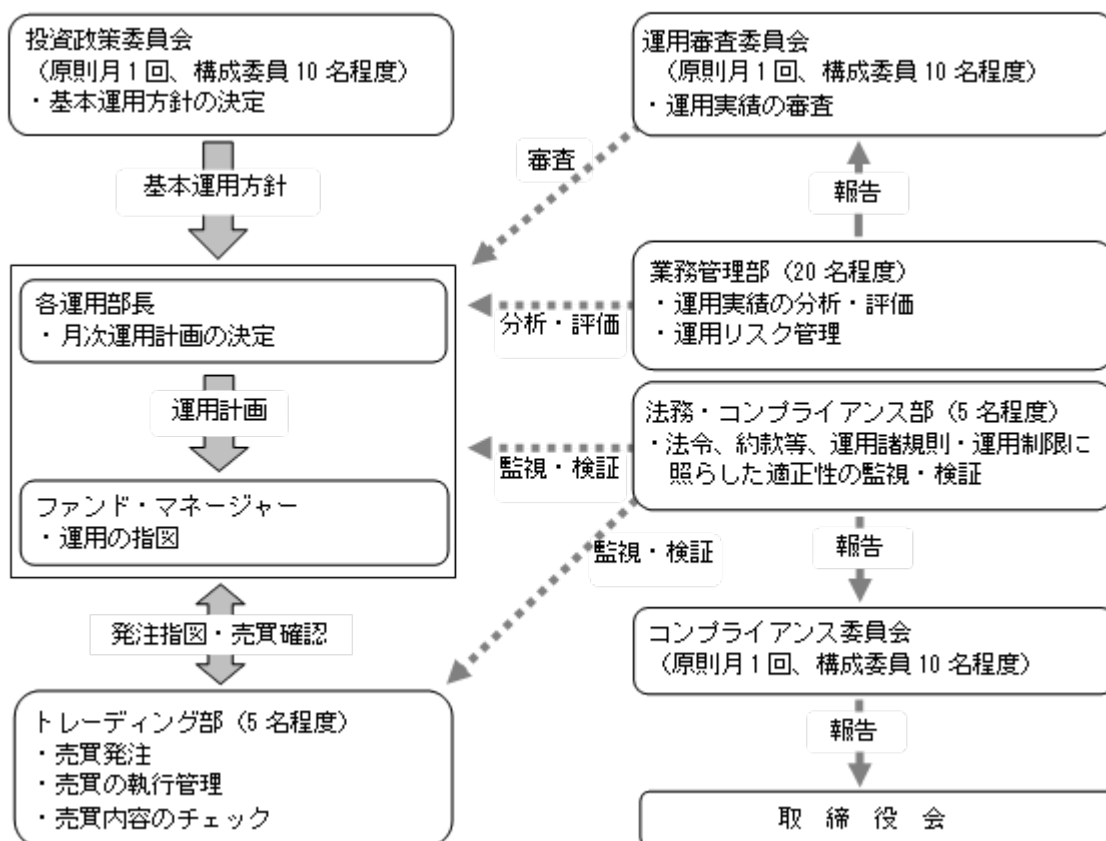 投資政策委員会
（原則月１回、構成委員 10 名程度）
・基本運用方針の決定
基本運用方針
各運用部長
・月次運用計画の決定
運用計画
ファンド・マネージャー
・運用の指図
発注指図・売買確認
トレーディング部（5 名程度）
・売買発注
・売買の執行管理
・売買内容のチェック
運用審査委員会
（原則月１回、構成委員 10 名程度）
・運用実績の審査
審査
報告
業務管理部（20 名程度）
・運用実績の分析・評価
・運用リスク管理
分析・評価
法務・コンプライアンス部（5 名程度）
・法令、約款等、運用諸規則・運用制限に
照らした適正性の監視・検証
監視・検証
監視・検証
報告
コンプライアンス委員会
（原則月１回、構成委員 10 名程度）
報告
取　締　役　会